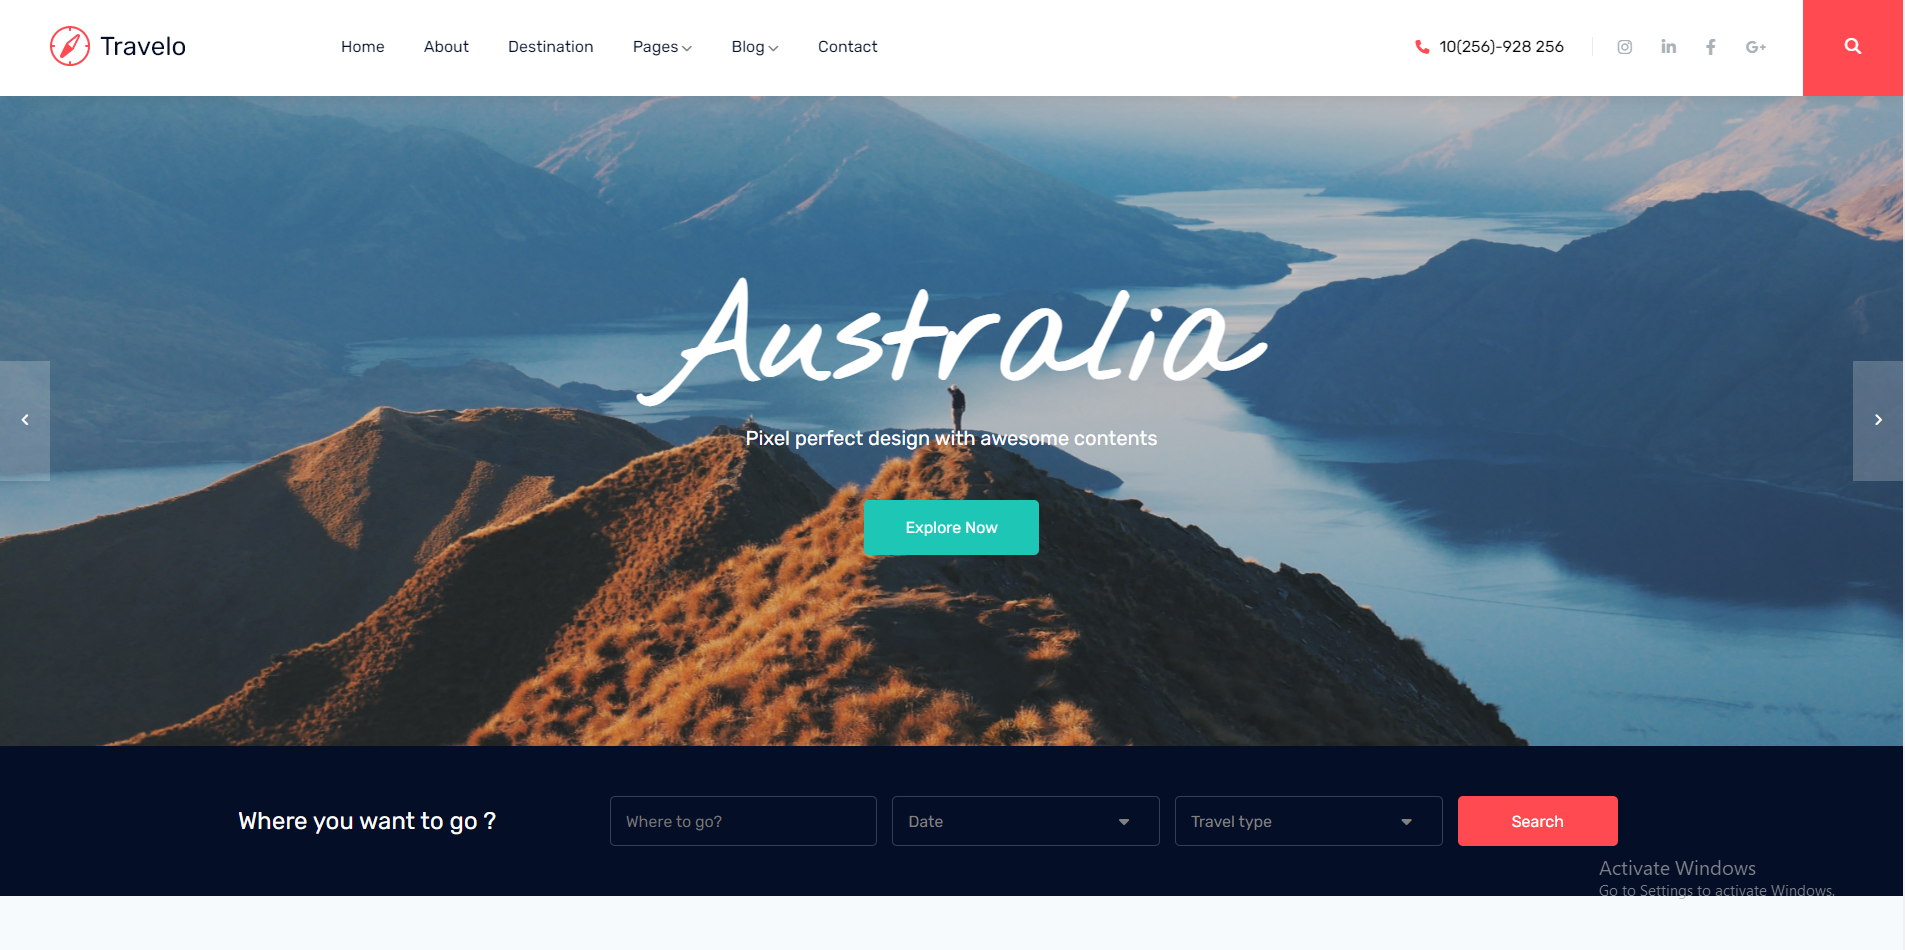 Travelo
Home About Destination Pages Blog Contact
10(256)-928 256
Australia
Pixel perfect design with awesome contents
Explore Now
Where you want to go ?
Where to go?
Date
Travel type
Search
Activate Windows
Go to Settings to activate Windows.